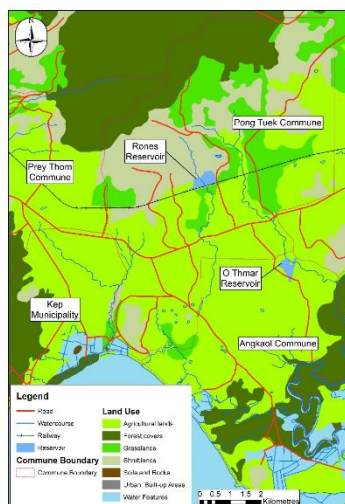 N
Pong Tuek Commune
Rones
Reservoir
Prey Thom
Commune
O Thmar
Reservoir
Kep
Municipality
Angkaol Commune
Legend
Road
Watercourse
Railway
Reservoir
Commune Boundary
Commune Boundary
Land Use
Agricultural lands
Forest covers
Grasslands
Shrublands
Soils and Rocks
Urban Built-up Areas
Water Features
0 0.5 1 1.5 2
Kilometres